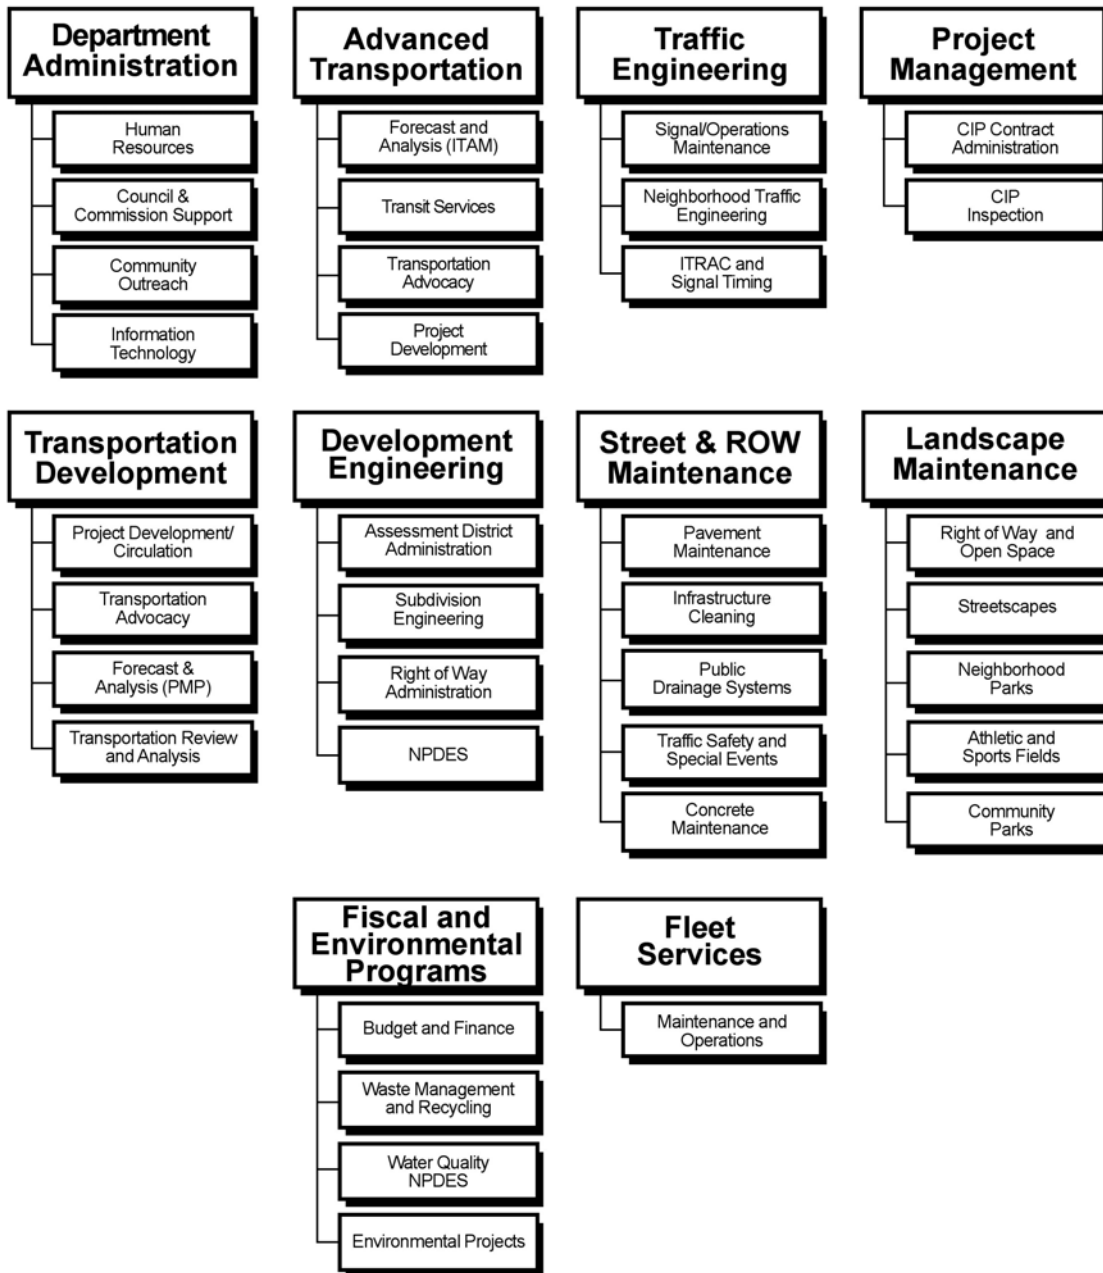 Department
Administration
Human
Resources
Council &
Commission Support
Community
Outreach
Information
Technology
Advanced
Transportation
Forecast and
Analysis (ITAM)
Transit Services
Transportation
Advocacy
Project
Development
Traffic
Engineering
Signal/Operations
Maintenance
Neighborhood Traffic
Engineering
ITRAC and
Signal Timing
Project
Management
CIP Contract
Administration
CIP
Inspection
Transportation
Development
Project Development/
Circulation
Transportation
Advocacy
Forecast &
Analysis (PMP)
Transportation Review
and Analysis
Development
Engineering
Assessment District
Administration
Subdivision
Engineering
Right of Way
Administration
NPDES
Street & ROW
Maintenance
Pavement
Maintenance
Infrastructure
Cleaning
Public
Drainage Systems
Traffic Safety and
Special Events
Concrete
Maintenance
Landscape
Maintenance
Right of Way and
Open Space
Streetscapes
Neighborhood
Parks
Athletic and
Sports Fields
Community
Parks
Fiscal and
Environmental
Programs
Budget and Finance
Waste Management
and Recycling
Water Quality
NPDES
Environmental Projects
Fleet
Services
Maintenance and
Operations